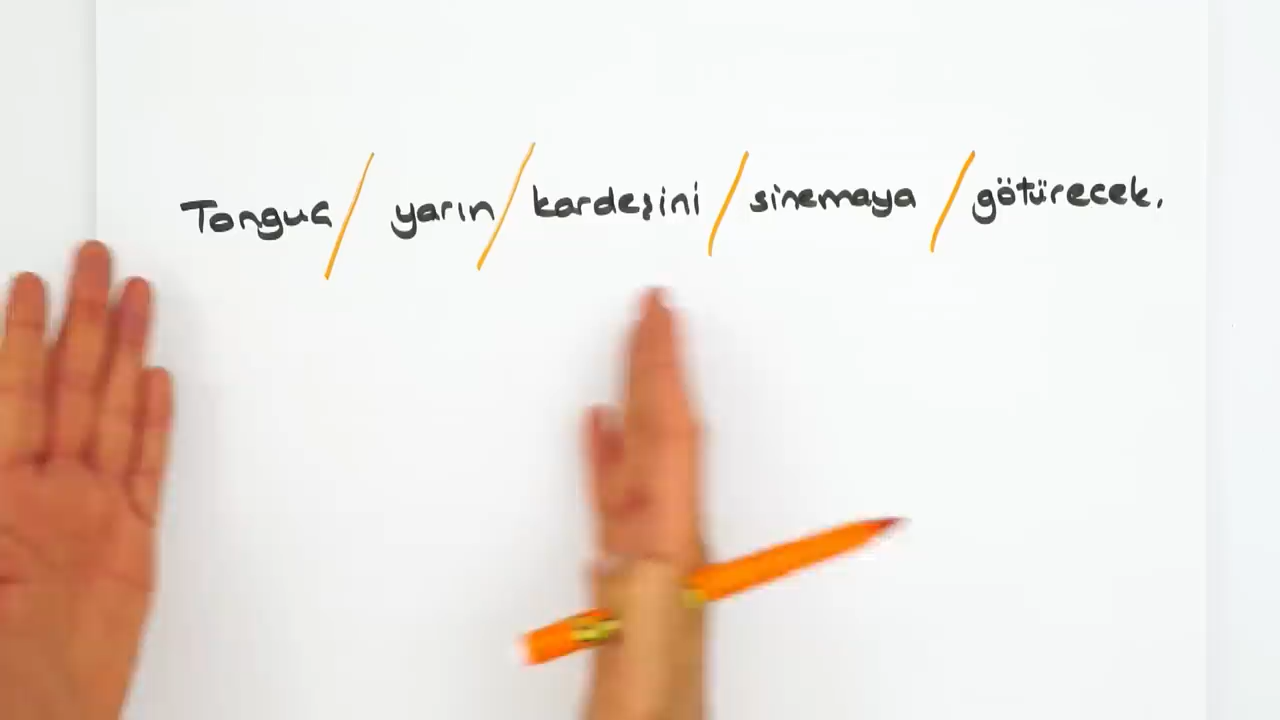 Tonguç / yarın / kardeşini / sinemaya / götürecek.